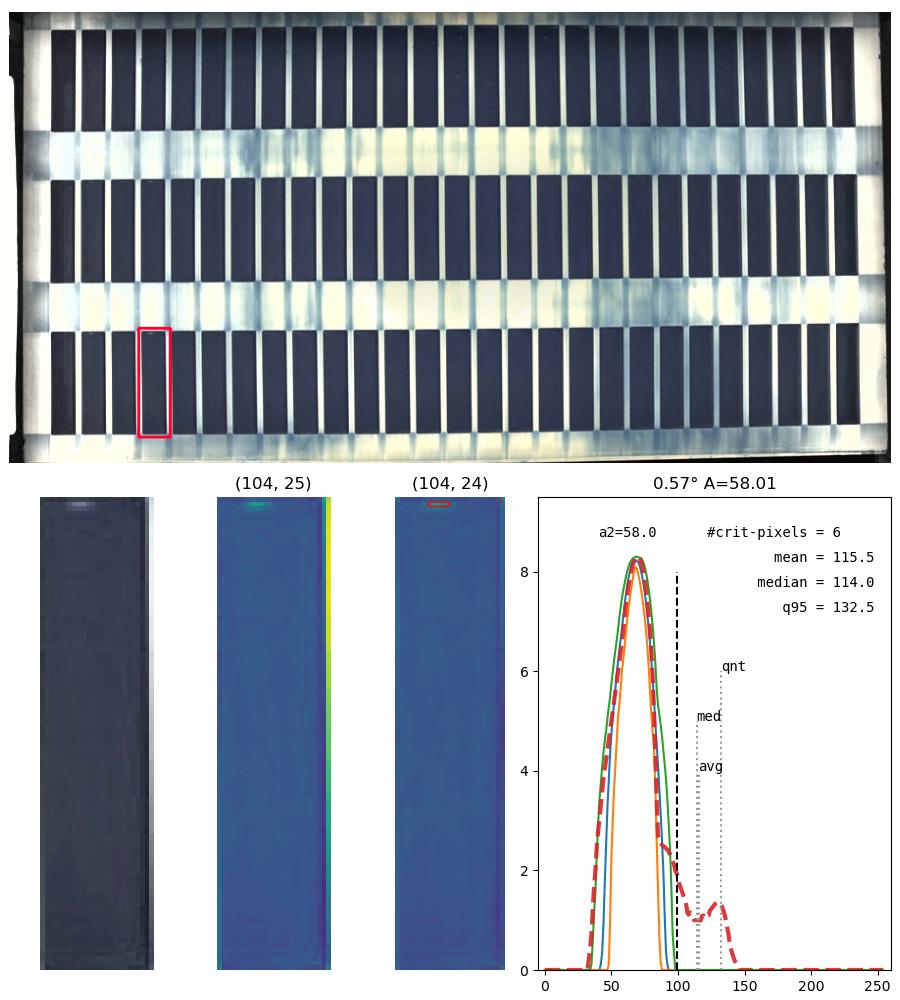 (104, 25)
(104, 24)
0.57° A=58.01
a2=58.0
#crit-pixels = 6
mean = 115.5
median = 114.0
q95 = 132.5
qnt
med
avg
8
6
4
2
0
0 50 100 150 200 250